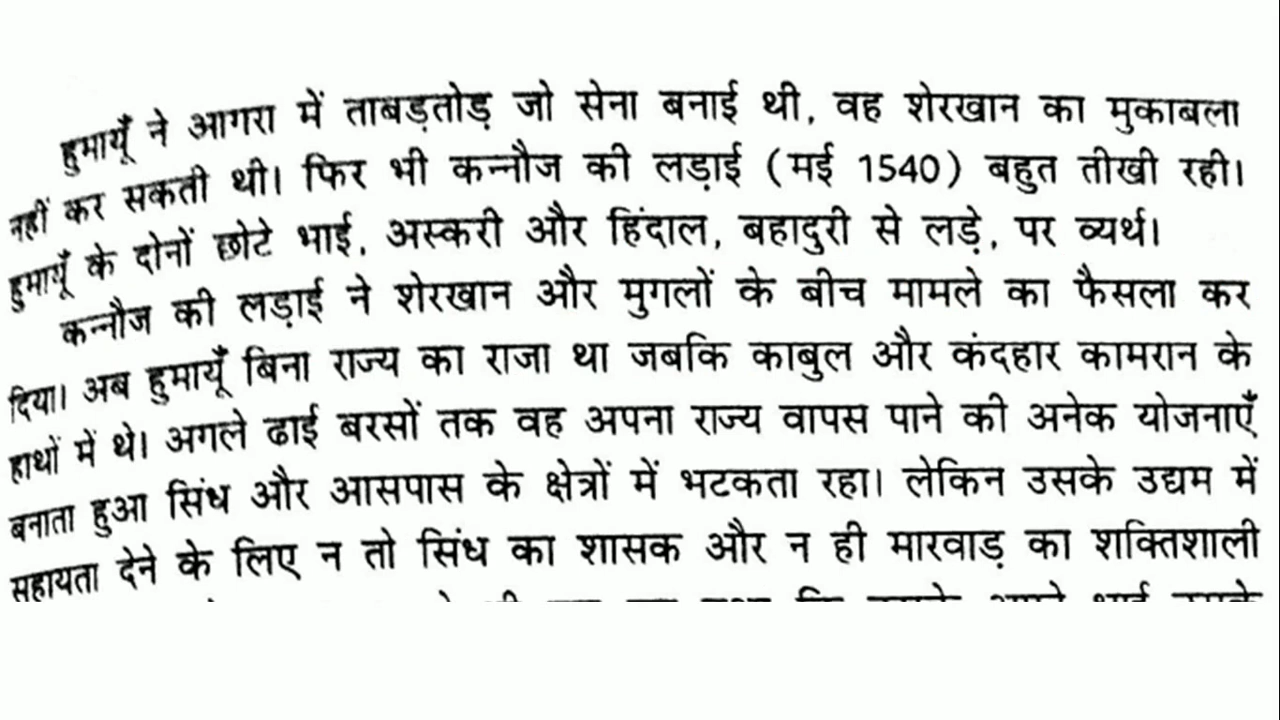 हुमायूँ ने आगरा में ताबड़तोड़ जो सेना बनाई थी, वह शेरखान का मुकाबला
नहीं कर सकती थी। फिर भी कन्नौज की लड़ाई (मई 1540) बहुत तीखी रही।
हुमायूँ के दोनों छोटे भाई, अस्करी और हिंदाल, बहादुरी से लड़े, पर व्यर्थ।
कन्नौज की लड़ाई ने शेरखान और मुगलों के बीच मामले का फैसला कर
दिया। अब हुमायूँ बिना राज्य का राजा था जबकि काबुल और कंदहार कामरान के
हाथों में थे। अगले ढाई बरसों तक वह अपना राज्य वापस पाने की अनेक योजनाएँ
बनाता हुआ सिंध और आसपास के क्षेत्रों में भटकता रहा। लेकिन उसके उद्यम में
सहायता देने के लिए न तो सिंध का शासक और न ही मारवाड़ का शक्तिशाली